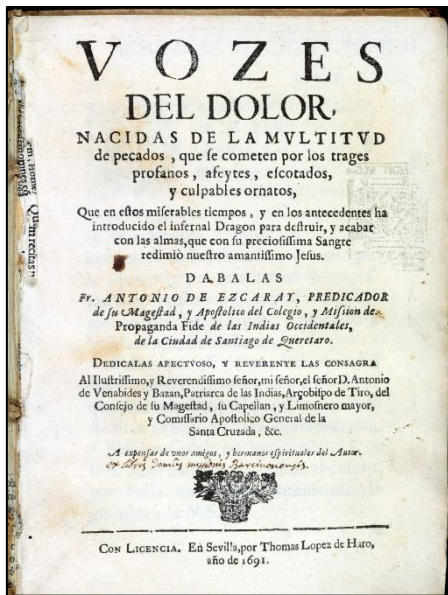 VOZES
DEL DOLOR,
NACIDAS DE LA MVLTITVD
de pecados, que se cometen por los trages
profanos, afeytes, escotados,
y culpables ornatos,
Que en estos miserables tiempos, y en los antecedentes ha
introducido el infernal Dragon para destruir, y acabar
con las almas, que con su preciosissima Sangre
redimiò nuestro amantissimo Jesus.
DABALAS
Fr. ANTONIO DE EZCARAY, PREDICADOR
de su Magestad, y Apostolico del Colegio, y Mission de
Propaganda Fide de las Indias Occidentales,
de la Ciudad de Santiago de Queretaro.
DEDICALAS AFECTVOSO, Y REVERENTE LAS CONSAGRA
Al Ilustrissimo, y Reverendissimo señor, mi señor, el señor D. Antonio
de Venabides y Bazan, Patriarca de las Indias, Arçobispo de Tiro, del
Consejo de su Magestad, su Capellan, y Limosnero mayor,
y Comissario Apostolico General de la
Santa Cruzada, &c.
A expensas de vnos amigos, y hermanos espirituales del Autor.
ex libris Domus missionis Barcinonensis.
CON LICENCIA. En Sevilla, por Thomas Lopez de Haro,
año de 1691.